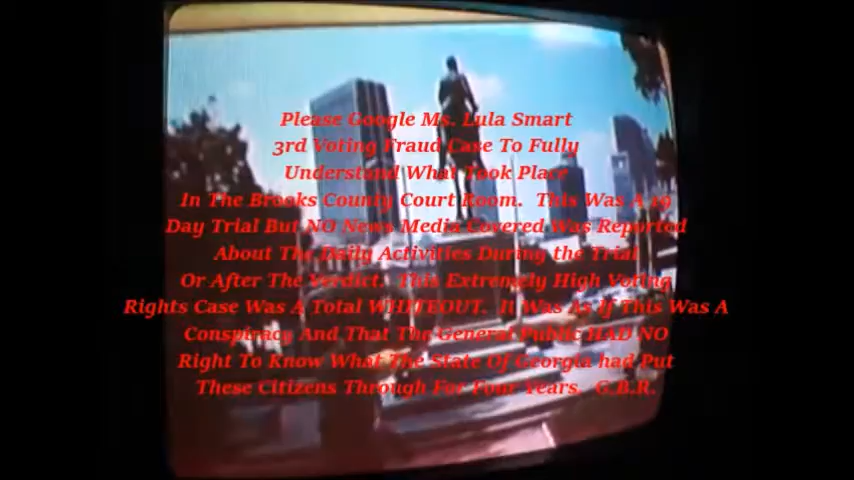 Please Google Ms. Lula Smart
3rd Voting Fraud Case To Fully
Understand What Took Place
In The Brooks County Court Room. This Was A 19
Day Trial But NO News Media Covered Was Reported
About The Daily Activities During the Trial
Or After The Verdict. This Extremely High Voting
Rights Case Was A Total WHITEOUT. It Was As If This Was A
Conspiracy And That The General Public HAD NO
Right To Know What The State Of Georgia had Put
These Citizens Through For Four Years. G.B.R.